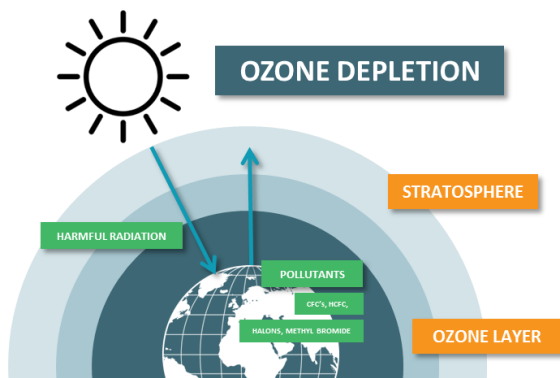 OZONE DEPLETION
STRATOSPHERE
HARMFUL RADIATION
POLLUTANTS
CFC's, HCFC,
HALONS, METHYL BROMIDE
OZONE LAYER